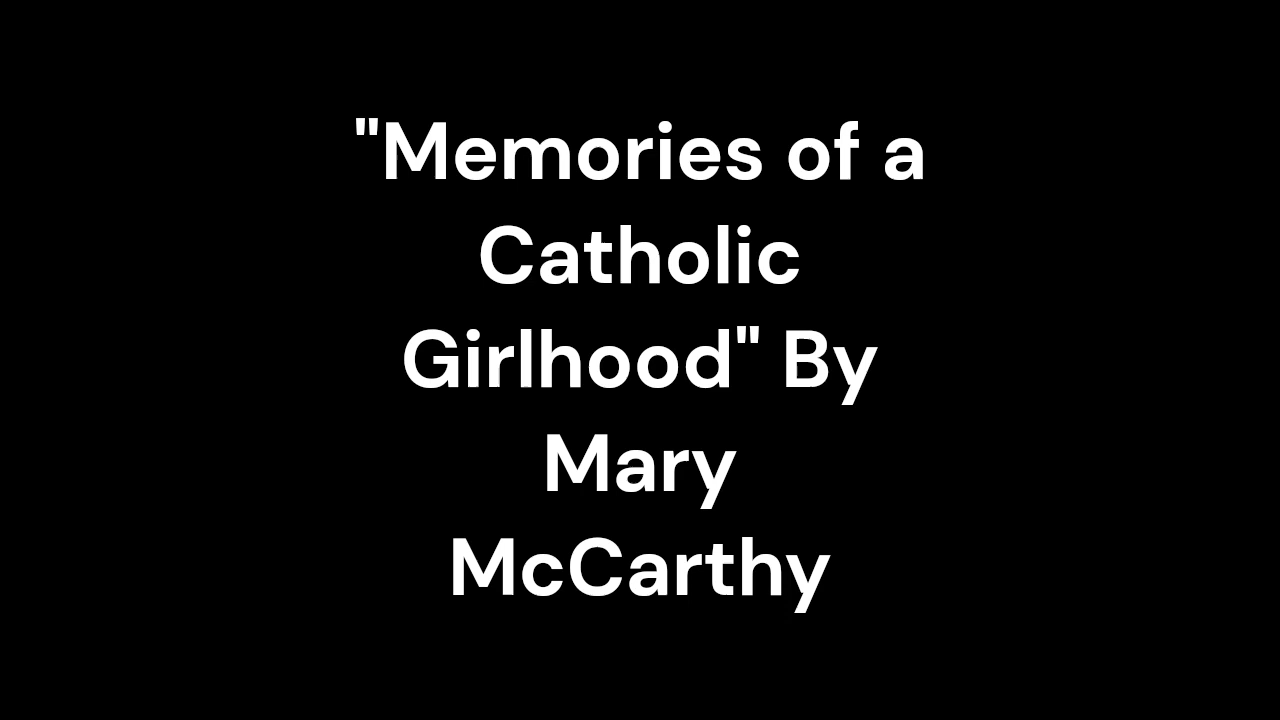 "Memories of a
Catholic
Girlhood" By
Mary
McCarthy